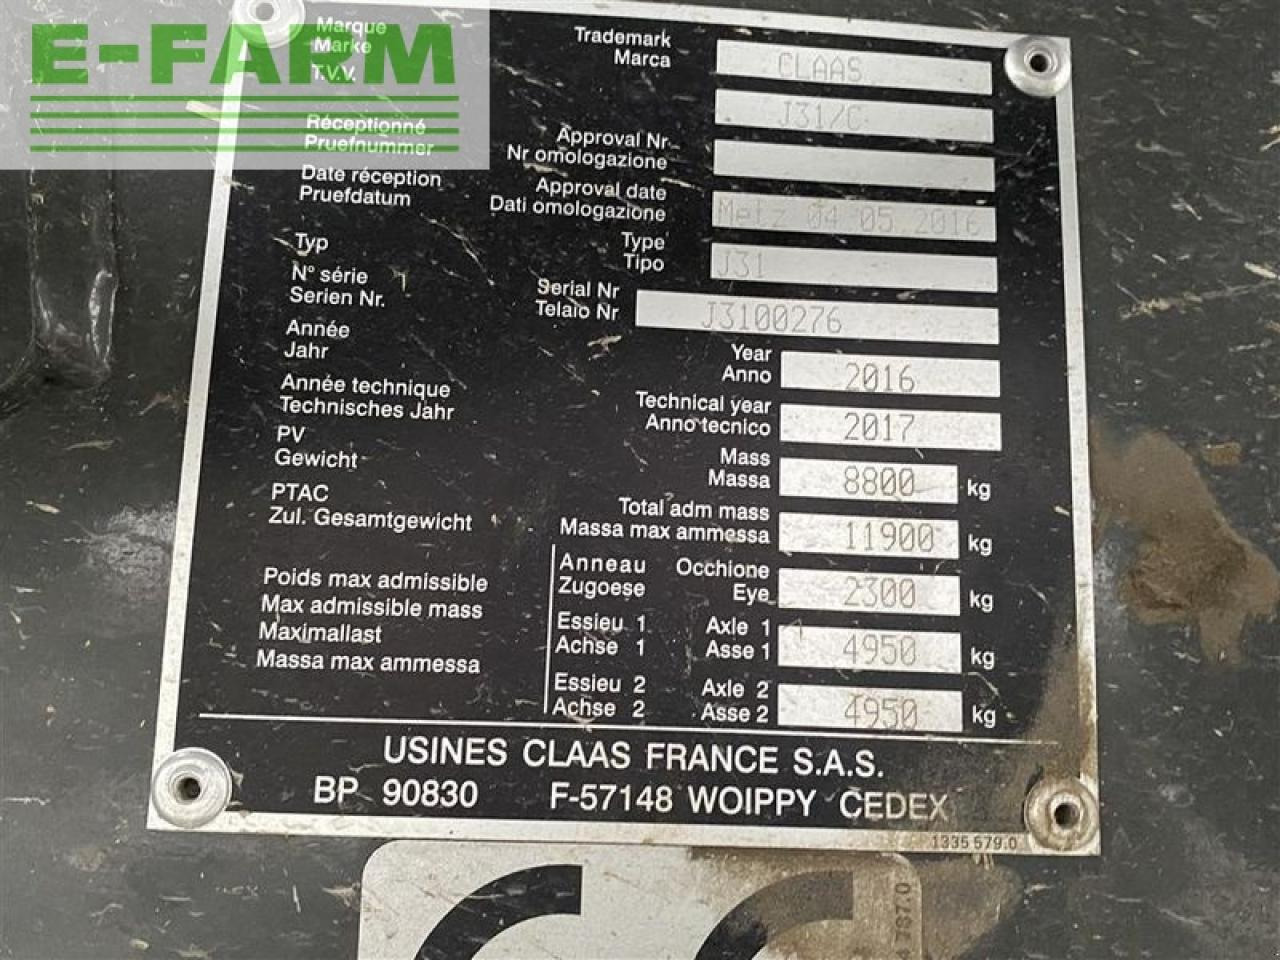 E-FARM
Marque Trademark
Marke Marca CLAAS
T.V.V. J31/C
Réceptionné Approval Nr
Pruefnummer Nr omologazione
Date réception Approval date
Pruefdatum Dati omologazione Metz 04 05 2016
Typ Type
Tipo J31
N° série Serial Nr
Serien Nr. Telaio Nr J3100276
Année Year
Jahr Anno 2016
Année technique Technical year
Technisches Jahr Anno tecnico 2017
PV Mass
Gewicht Massa 8800 kg
PTAC Total adm mass
Zul. Gesamtgewicht Massa max ammessa 11900 kg
Poids max admissible
Max admissible mass
Maximallast
Massa max ammessa
Anneau Occhione
Zugoese Eye 2300 kg
Essieu 1 Axle 1
Achse 1 Asse 1 4950 kg
Essieu 2 Axle 2
Achse 2 Asse 2 4950 kg
USINES CLAAS FRANCE S.A.S.
BP 90830 F-57148 WOIPPY CEDEX
1335 579.0